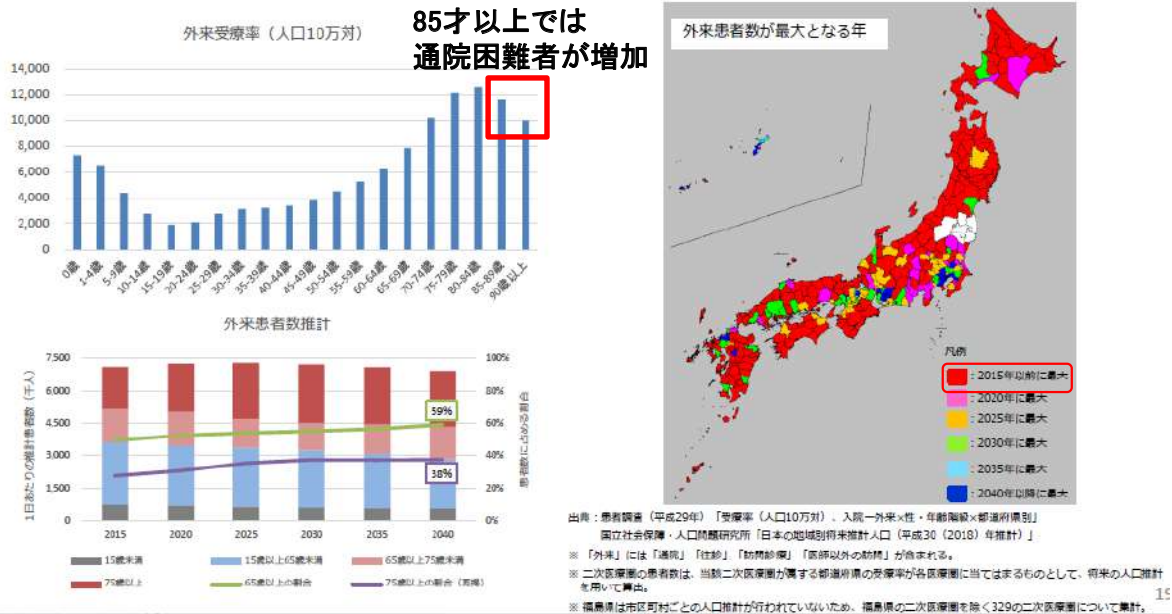 85才以上では
通院困難者が増加
外来受療率（人口10万対）
14,000
12,000
10,000
8,000
6,000
4,000
2,000
0
0歳
1-4歳
5-9歳
10-14歳
15-19歳
20-24歳
25-29歳
30-34歳
35-39歳
40-44歳
45-49歳
50-54歳
55-59歳
60-64歳
65-69歳
70-74歳
75-79歳
80-84歳
85-89歳
90歳以上
外来患者数推計
1日あたりの推計患者数（千人）
7,500
6,000
4,500
3,000
1,500
0
100%
80%
60%
40%
20%
0%
患者数に占める割合
59%
38%
2015
2020
2025
2030
2035
2040
15歳未満
15歳以上65歳未満
65歳以上75歳未満
75歳以上
65歳以上の割合
75歳以上の割合（再掲）
外来患者数が最大となる年
凡例
：2015年以前に最大
：2020年に最大
：2025年に最大
：2030年に最大
：2035年に最大
：2040年以降に最大
出典：患者調査（平成29年）「受療率（人口10万対）、入院－外来×性・年齢階級×都道府県別」
国立社会保障・人口問題研究所「日本の地域別将来推計人口（平成30（2018）年推計）」
※ 「外来」には「通院」「往診」「訪問診療」「医師以外の訪問」が含まれる。
※ 二次医療圏の患者数は、当該二次医療圏が属する都道府県の受療率が各医療圏に当てはまるものとして、将来の人口推計
を用いて算出。
※ 福島県は市区町村ごとの人口推計が行われていないため、福島県の二次医療圏を除く329の二次医療圏について集計。